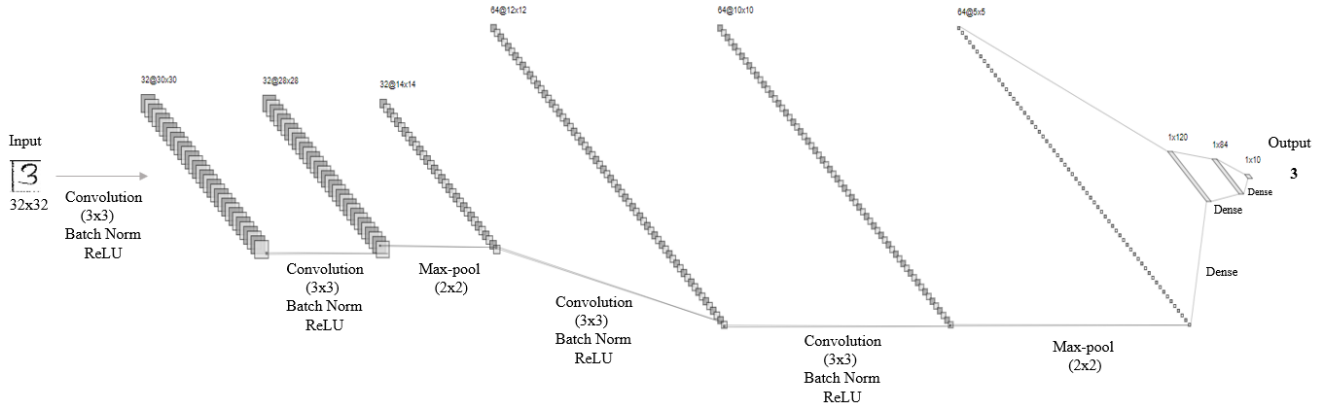 Input
3
32x32
Convolution
(3x3)
Batch Norm
ReLU
32@30x30
Convolution
(3x3)
Batch Norm
ReLU
32@28x28
Max-pool
(2x2)
32@14x14
Convolution
(3x3)
Batch Norm
ReLU
64@12x12
Convolution
(3x3)
Batch Norm
ReLU
64@10x10
Max-pool
(2x2)
64@5x5
Dense
1x120
Dense
1x84
Dense
1x10
Output
3